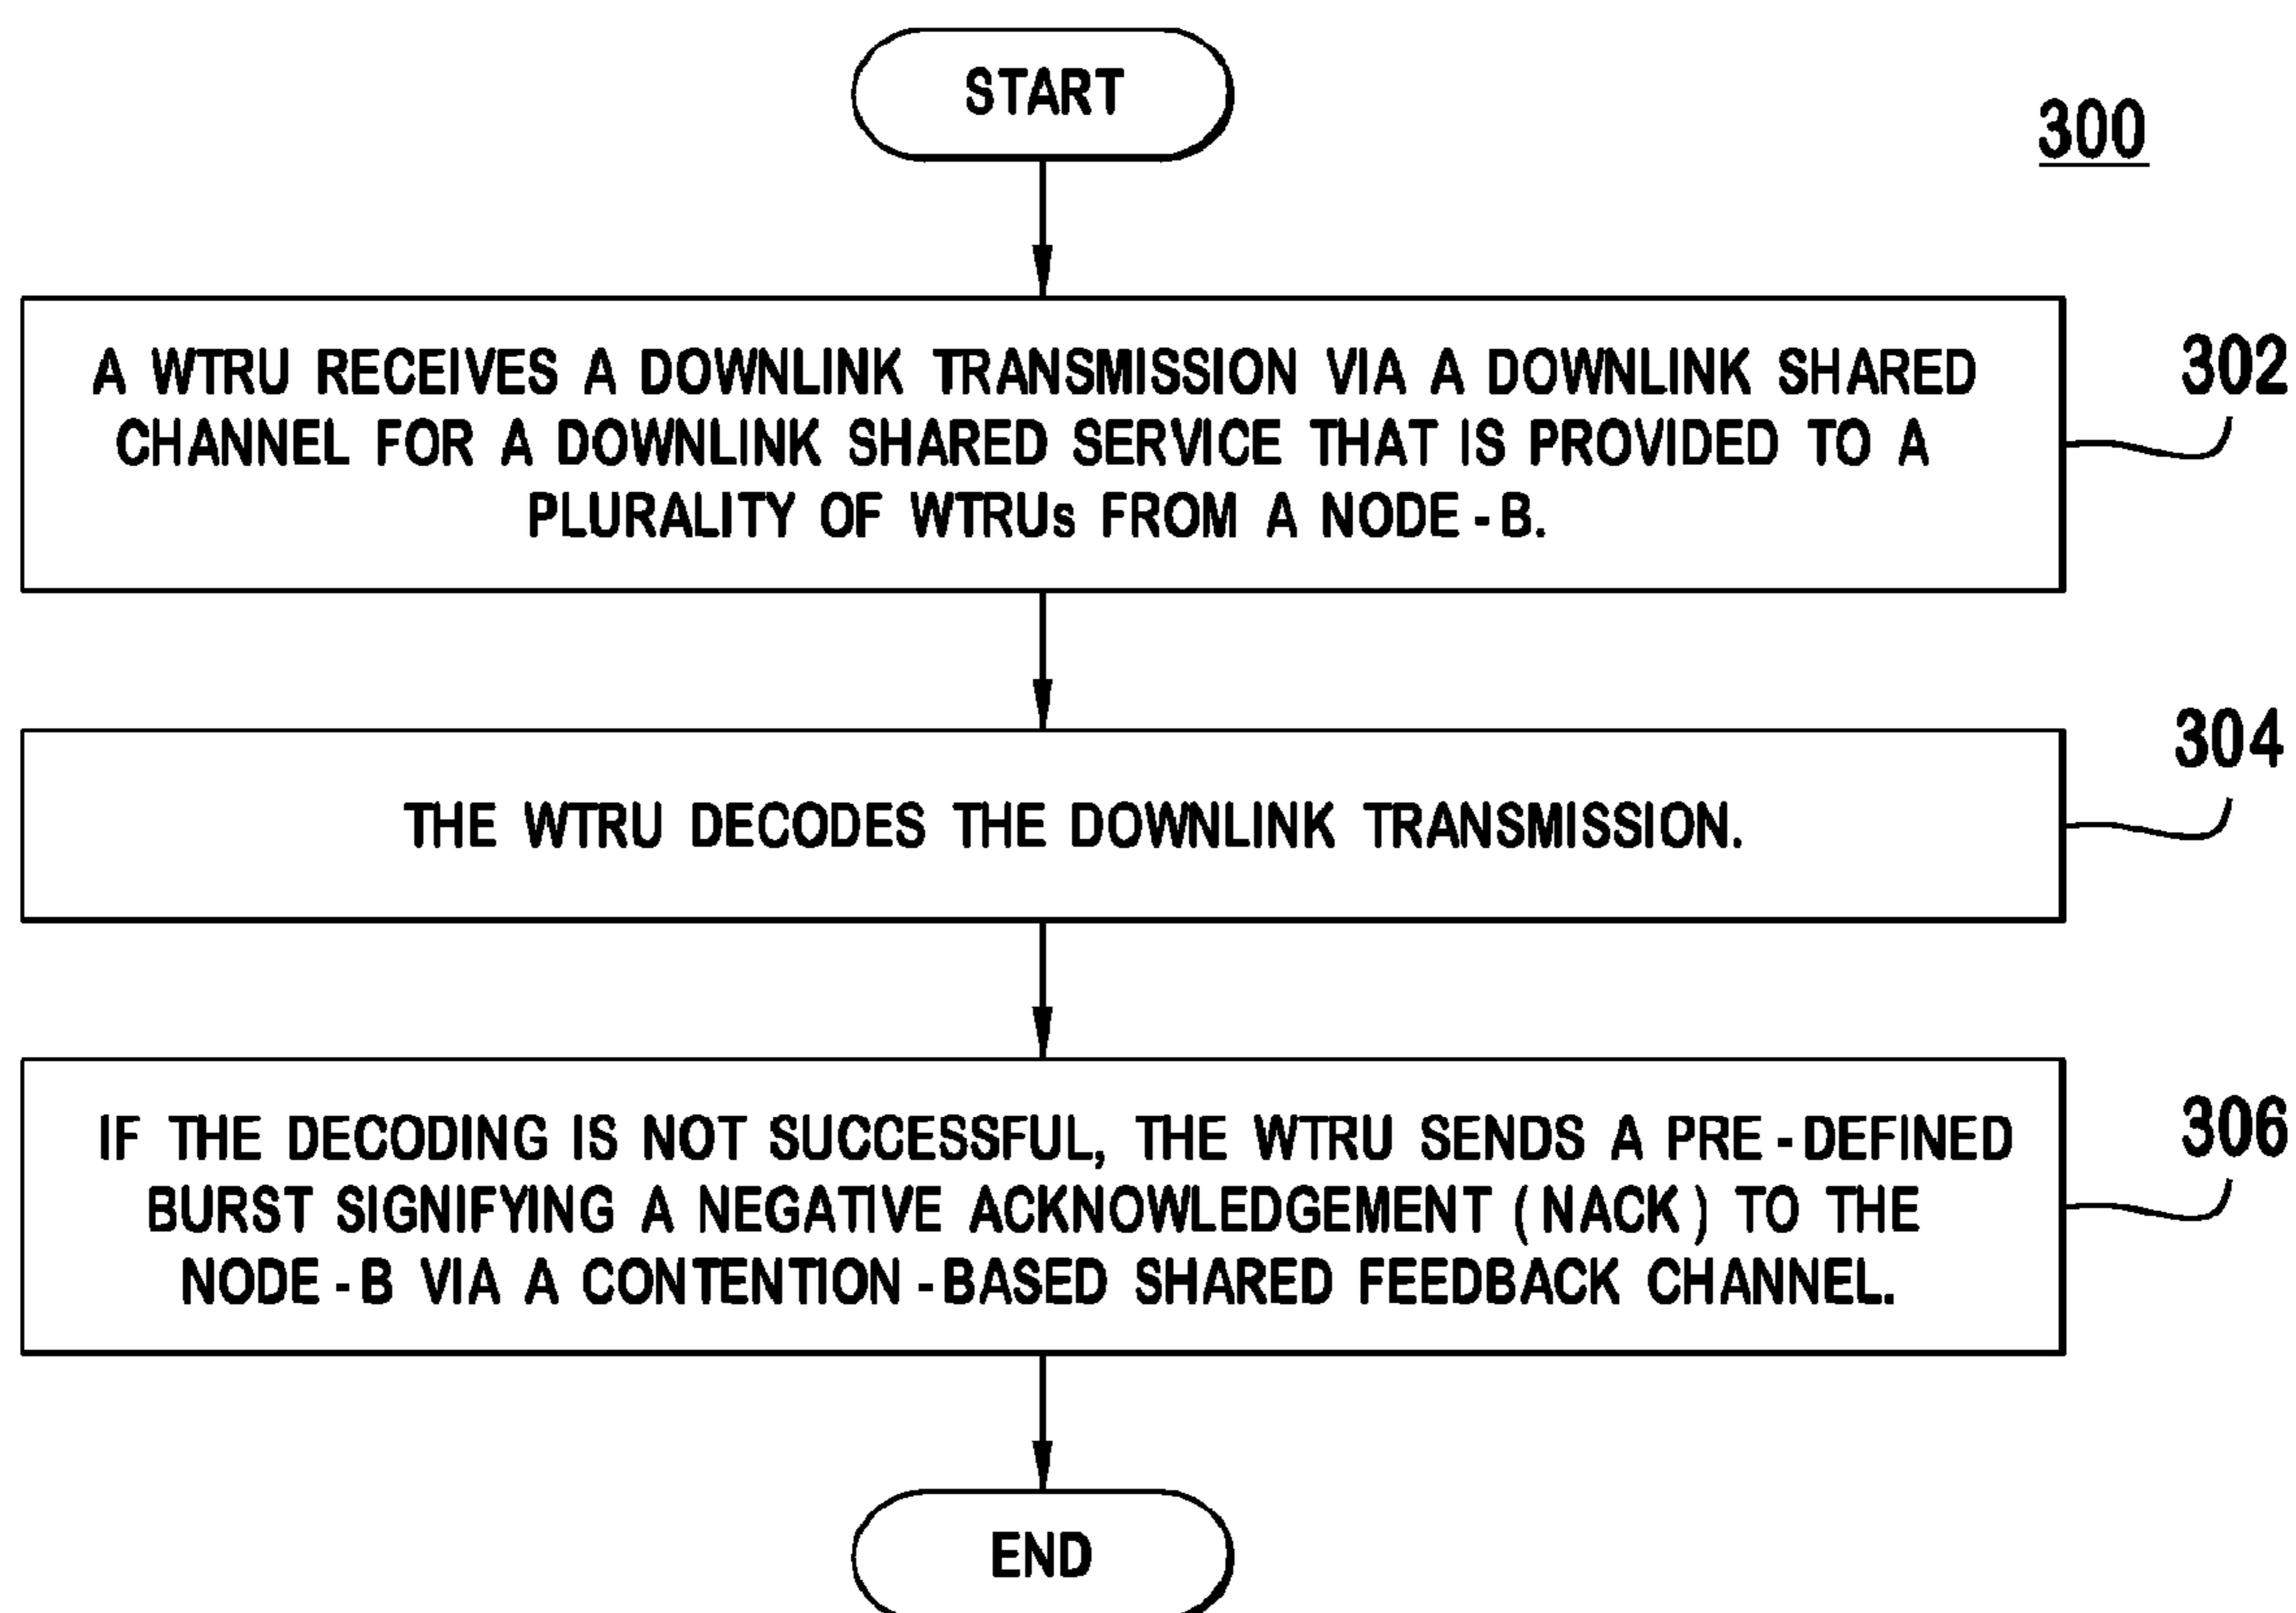 START
300
A WTRU RECEIVES A DOWNLINK TRANSMISSION VIA A DOWNLINK SHARED
CHANNEL FOR A DOWNLINK SHARED SERVICE THAT IS PROVIDED TO A
PLURALITY OF WTRUs FROM A NODE - B.
302
THE WTRU DECODES THE DOWNLINK TRANSMISSION.
304
IF THE DECODING IS NOT SUCCESSFUL, THE WTRU SENDS A PRE - DEFINED
BURST SIGNIFYING A NEGATIVE ACKNOWLEDGEMENT (NACK) TO THE
NODE - B VIA A CONTENTION - BASED SHARED FEEDBACK CHANNEL.
306
END